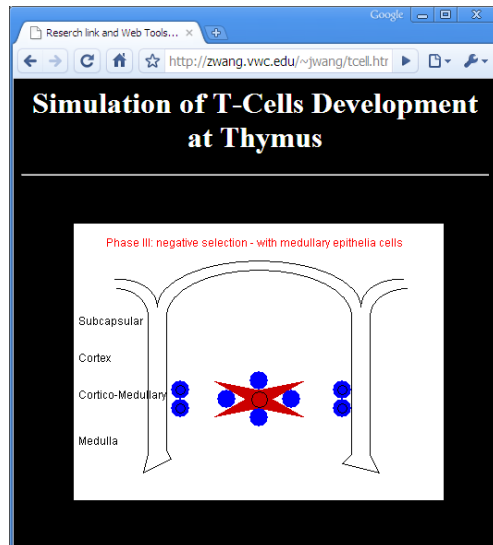 Google
Reserch link and Web Tools...
http://zwang.vwc.edu/~jwang/tcell.htr
Simulation of T-Cells Development
at Thymus
Phase III: negative selection - with medullary epithelia cells
Subcapsular
Cortex
Cortico-Medullary
Medulla